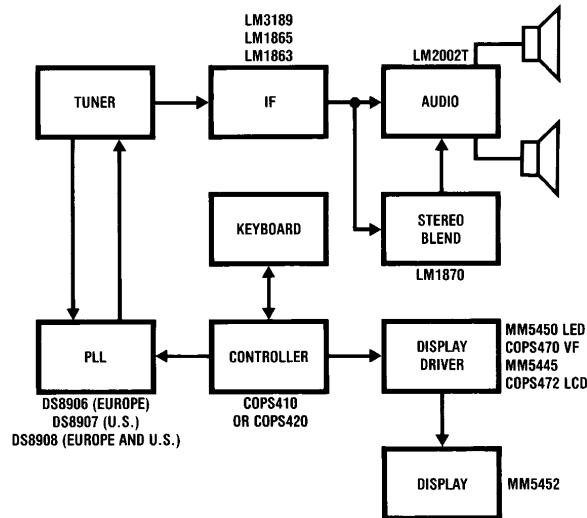 LM3189
LM1865
LM1863
LM2002T
TUNER
IF
AUDIO
KEYBOARD
STEREO
BLEND
LM1870
PLL
CONTROLLER
DISPLAY
DRIVER
MM5450 LED
COPS470 VF
MM5445
COPS472 LCD
DS8906 (EUROPE)
DS8907 (U.S.)
DS8908 (EUROPE AND U.S.)
COPS410
OR COPS420
DISPLAY
MM5452